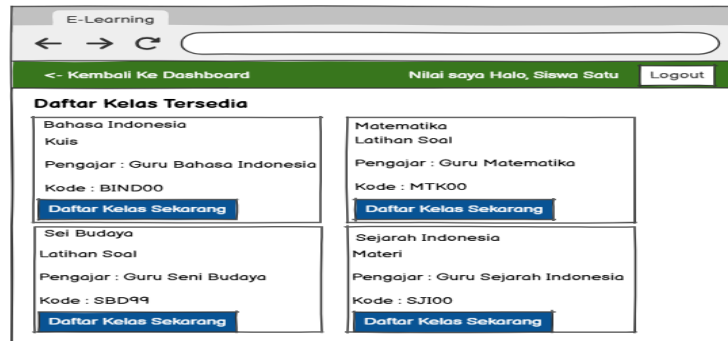 E-Learning
<- Kembali Ke Dashboard Nilai saya Halo, Siswa Satu Logout
Daftar Kelas Tersedia
Bahasa Indonesia
Kuis
Pengajar : Guru Bahasa Indonesia
Kode : BIND00
Daftar Kelas Sekarang
Matematika
Latihan Soal
Pengajar : Guru Matematika
Kode : MTK00
Daftar Kelas Sekarang
Sei Budaya
Latihan Soal
Pengajar : Guru Seni Budaya
Kode : SBD99
Daftar Kelas Sekarang
Sejarah Indonesia
Materi
Pengajar : Guru Sejarah Indonesia
Kode : SJI00
Daftar Kelas Sekarang